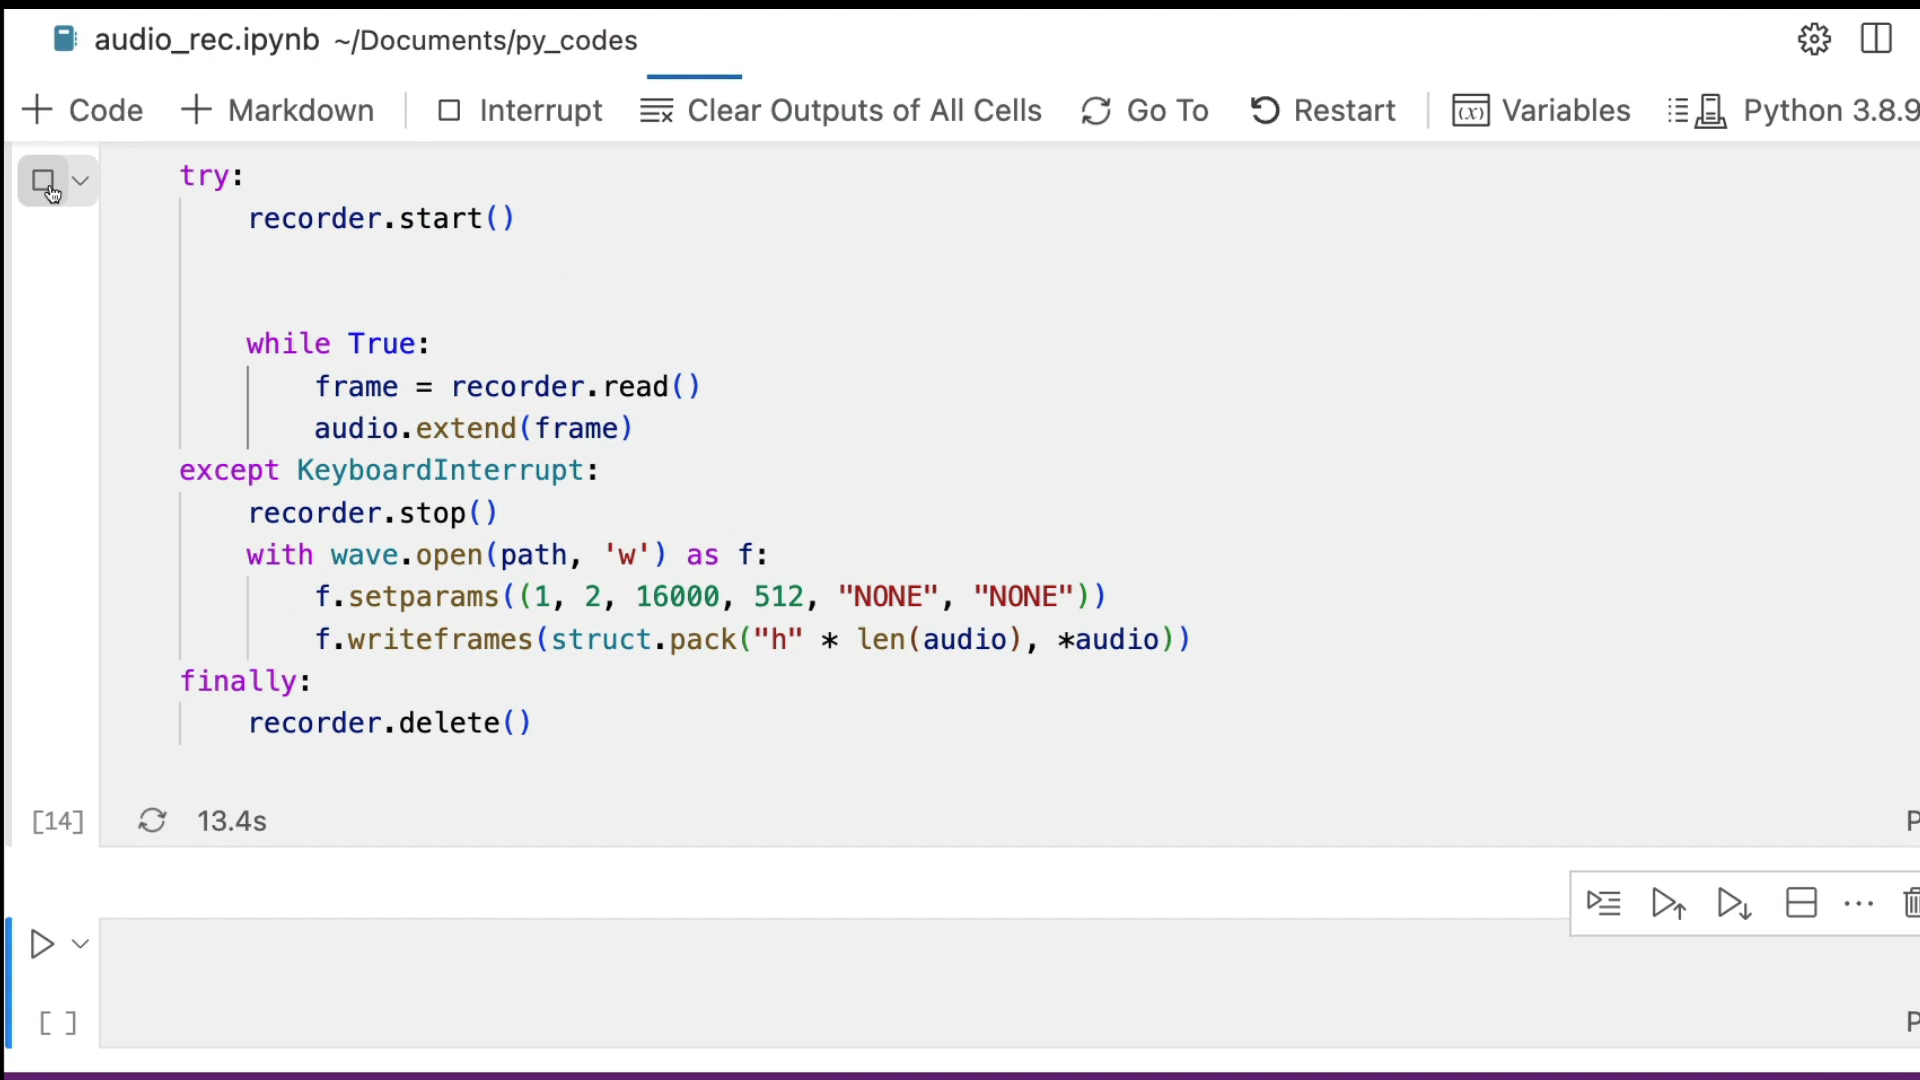 audio_rec.ipynb ~/Documents/py_codes
Code Markdown Interrupt Clear Outputs of All Cells Go To Restart Variables Python 3.8.9
try:
recorder.start()
while True:
frame = recorder.read()
audio.extend(frame)
except KeyboardInterrupt:
recorder.stop()
with wave.open(path, 'w') as f:
f.setparams((1, 2, 16000, 512, "NONE", "NONE"))
f.writeframes(struct.pack("h" * len(audio), *audio))
finally:
recorder.delete()
[14] 13.4s P
[ ] P